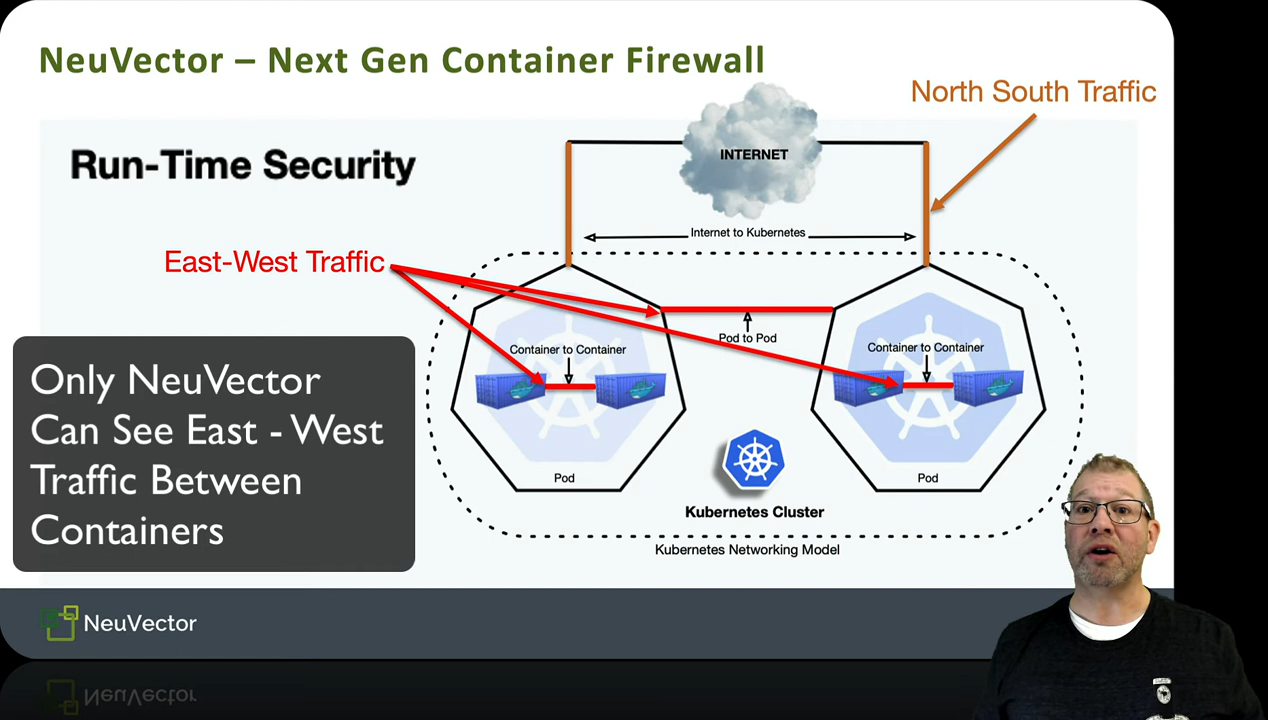 NeuVector – Next Gen Container Firewall
North South Traffic
Run-Time Security
INTERNET
Internet to Kubernetes
East-West Traffic
Pod to Pod
Container to Container
Container to Container
Only NeuVector
Can See East - West
Traffic Between
Containers
Pod
Pod
Kubernetes Cluster
Kubernetes Networking Model
NeuVector
NeuVector